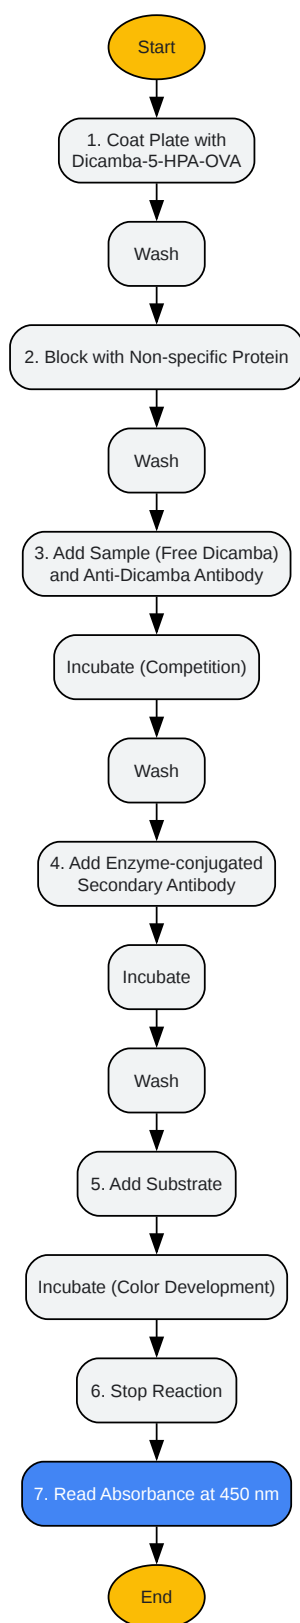 Start
1. Coat Plate with
Dicamba-5-HPA-OVA
Wash
2. Block with Non-specific Protein
Wash
3. Add Sample (Free Dicamba)
and Anti-Dicamba Antibody
Incubate (Competition)
Wash
4. Add Enzyme-conjugated
Secondary Antibody
Incubate
Wash
5. Add Substrate
Incubate (Color Development)
6. Stop Reaction
7. Read Absorbance at 450 nm
End